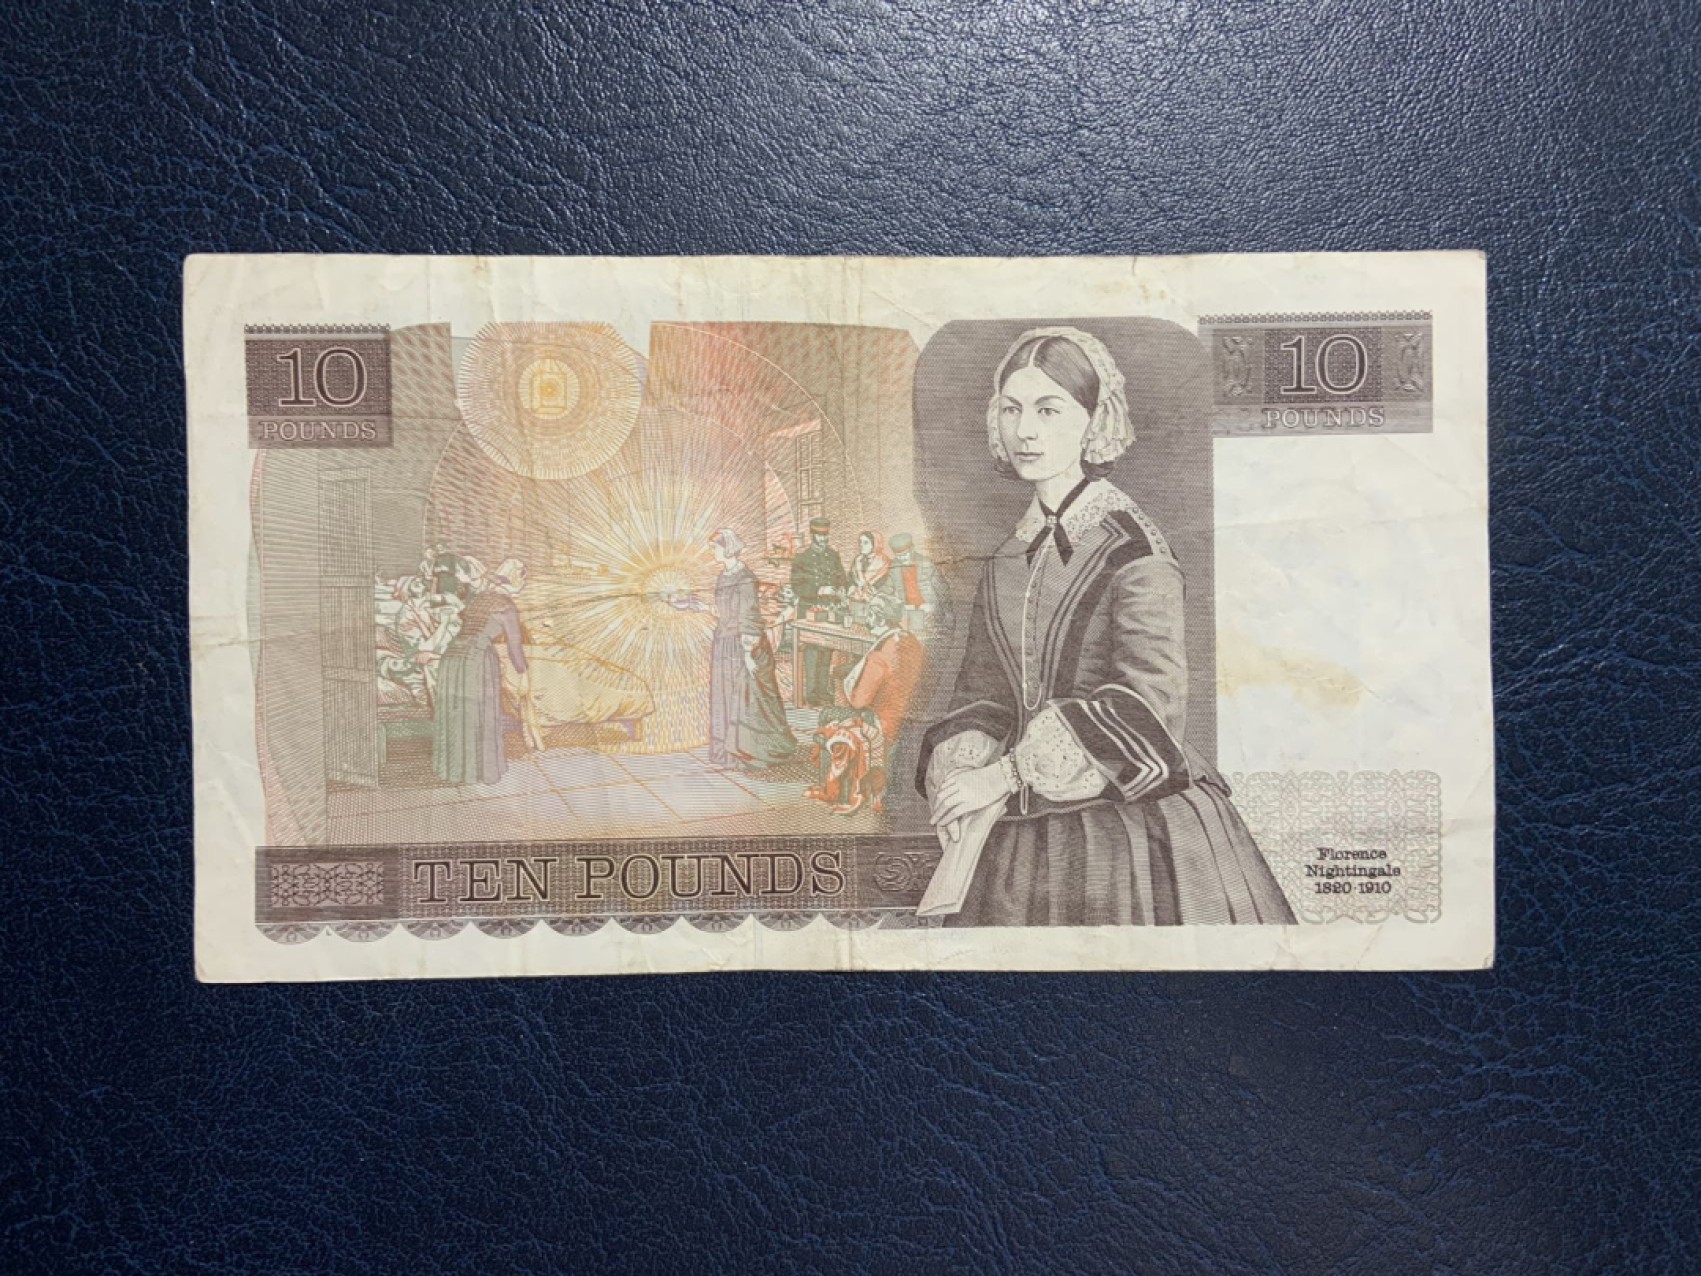 10
POUNDS
10
POUNDS
TEN POUNDS
Florence
Nightingale
1820-1910